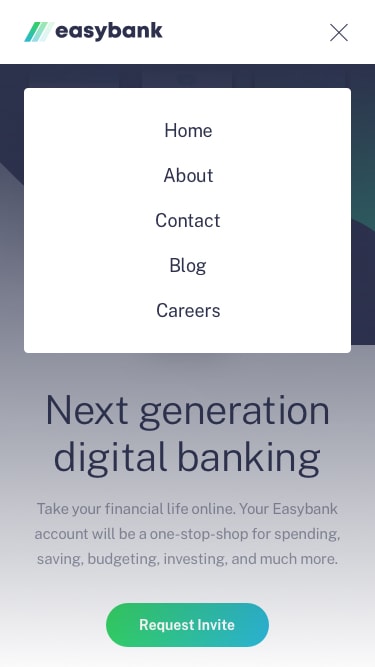 easybank
Home
About
Contact
Blog
Careers
Next generation
digital banking
Take your financial life online. Your Easybank
account will be a one-stop-shop for spending,
saving, budgeting, investing, and much more.
Request Invite